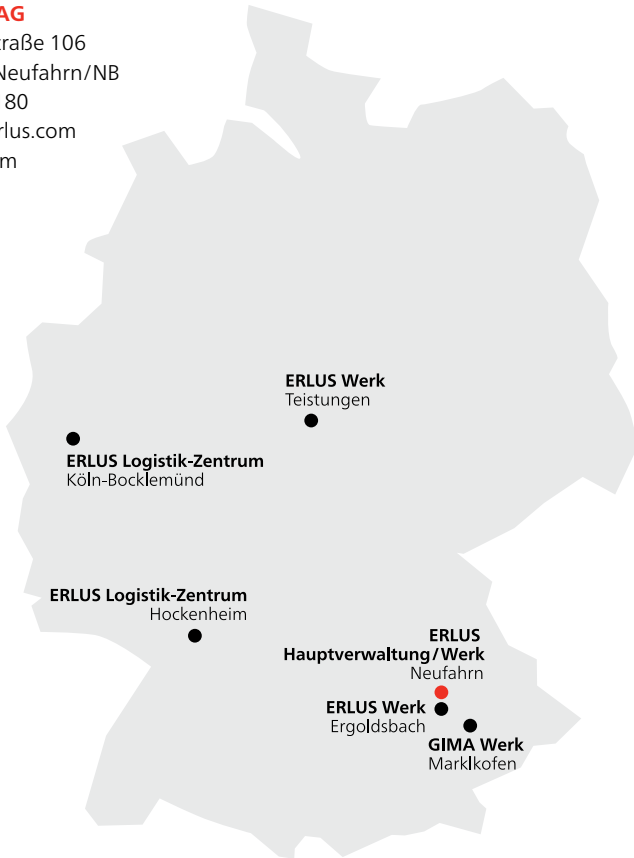 AG
traße 106
Neufahrn/NB
80
rlus.com
m
ERLUS Werk
Teistungen
ERLUS Logistik-Zentrum
Köln-Bocklemünd
ERLUS Logistik-Zentrum
Hockenheim
ERLUS
Hauptverwaltung/Werk
Neufahrn
ERLUS Werk
Ergoldsbach
GIMA Werk
Marklkofen